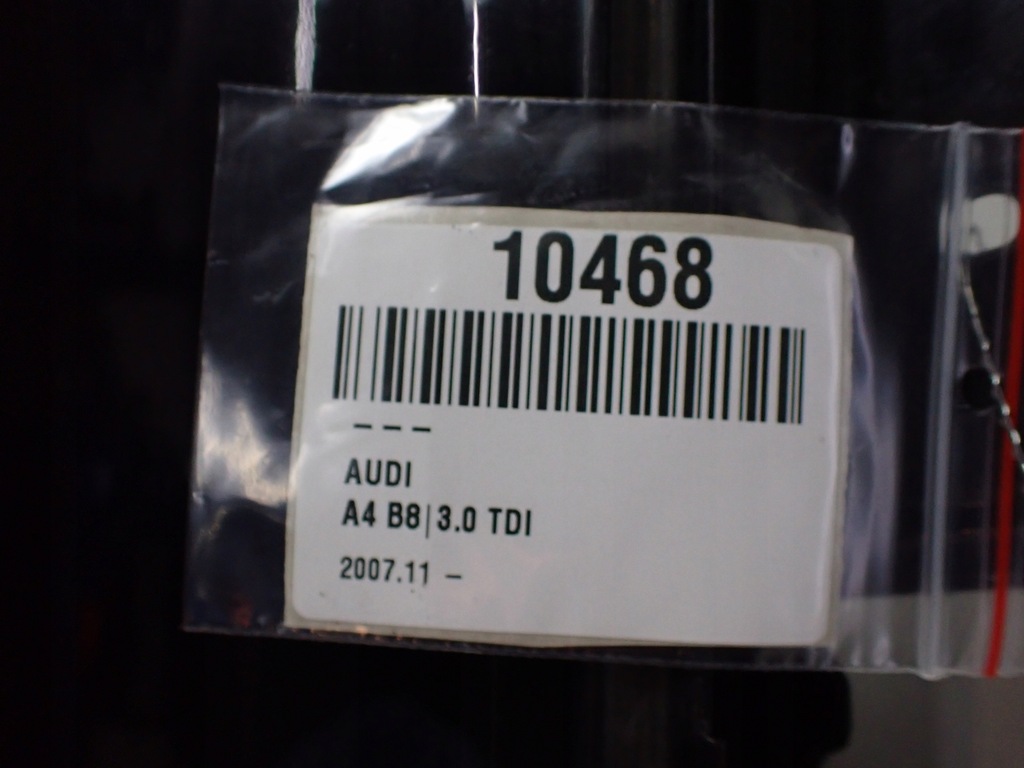 10468
– – –
AUDI
A4 B8|3.0 TDI
2007.11 –